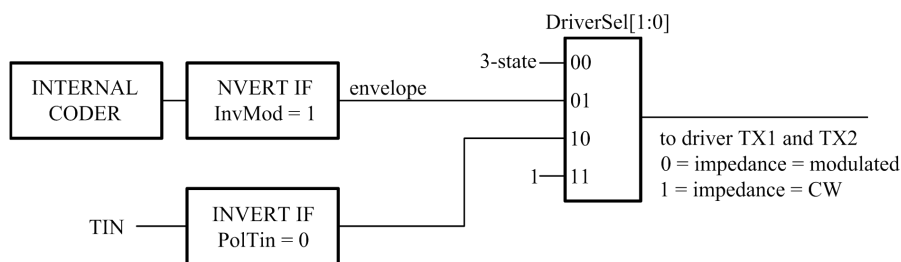 DriverSel[1:0]
3-state
00
INTERNAL
CODER
NVERT IF
InvMod = 1
envelope
01
10
to driver TX1 and TX2
0 = impedance = modulated
1 = impedance = CW
1
11
TIN
INVERT IF
PolTin = 0